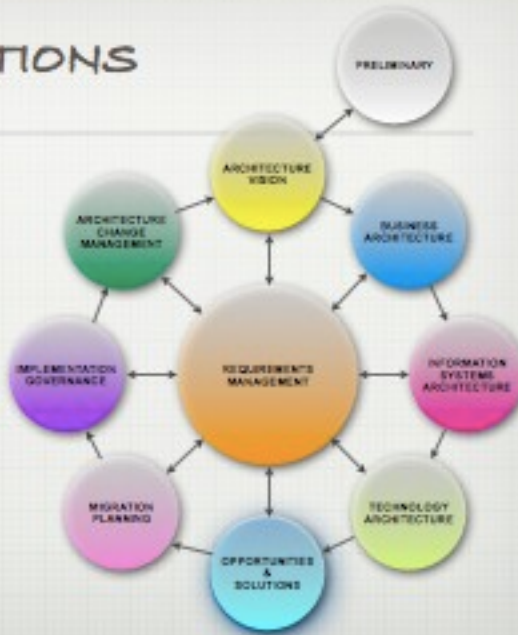 TIONS
PRELIMINARY
ARCHITECTURE
VISION
ARCHITECTURE
CHANGE
MANAGEMENT
BUSINESS
ARCHITECTURE
IMPLEMENTATION
GOVERNANCE
REQUIREMENTS
MANAGEMENT
INFORMATION
SYSTEMS
ARCHITECTURE
MIGRATION
PLANNING
TECHNOLOGY
ARCHITECTURE
OPPORTUNITIES
&
SOLUTIONS